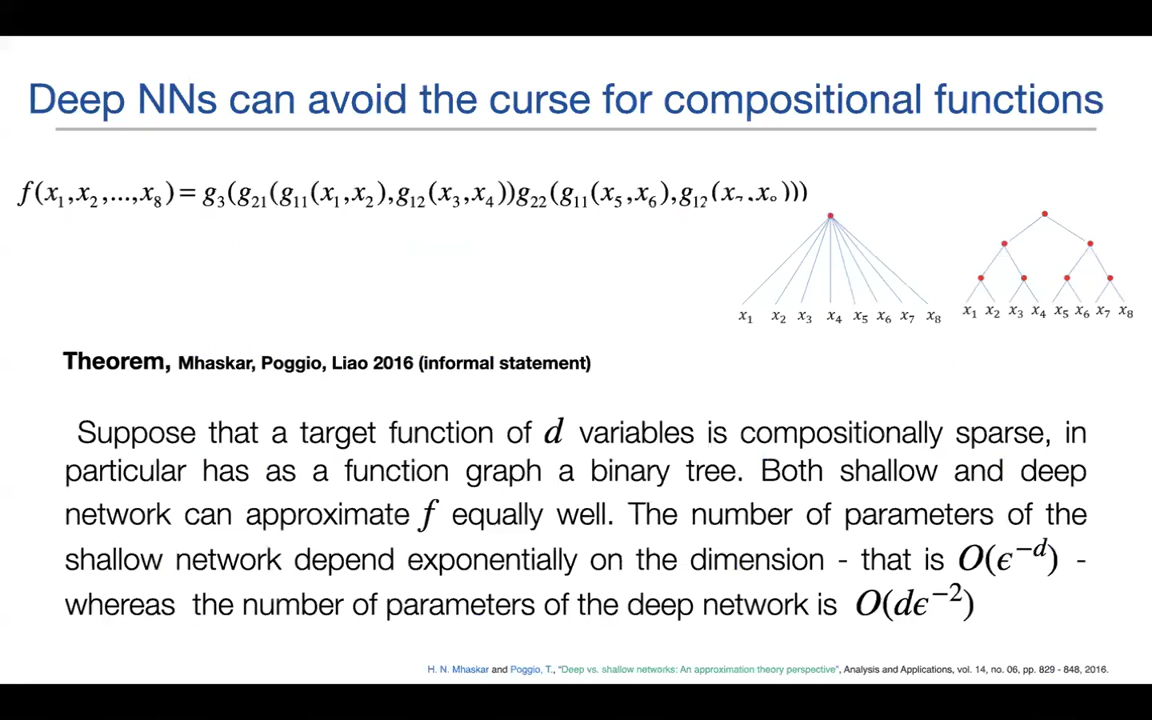 Deep NNs can avoid the curse for compositional functions
f(x₁,x₂,...,x₈) = g₃(g₂₁(g₁₁(x₁,x₂),g₁₂(x₃,x₄))g₂₂(g₁₁(x₅,x₆),g₁₂(x₇,x₈)))
x₁ x₂ x₃ x₄ x₅ x₆ x₇ x₈
x₁ x₂ x₃ x₄ x₅ x₆ x₇ x₈
Theorem, Mhaskar, Poggio, Liao 2016 (informal statement)
Suppose that a target function of d variables is compositionally sparse, in
particular has as a function graph a binary tree. Both shallow and deep
network can approximate f equally well. The number of parameters of the
shallow network depend exponentially on the dimension - that is O(ϵ⁻ᵈ) -
whereas the number of parameters of the deep network is O(dϵ⁻²)
H. N. Mhaskar and Poggio, T., "Deep vs. shallow networks: An approximation theory perspective", Analysis and Applications, vol. 14, no. 06, pp. 829 - 848, 2016.